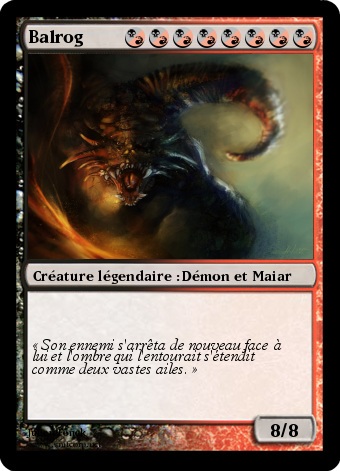 Balrog
Créature légendaire : Démon et Maiar
« Son ennemi s'arrêta de nouveau face à
lui et l'ombre qui l'entourait s'étendit
comme deux vastes ailes. »
8/8